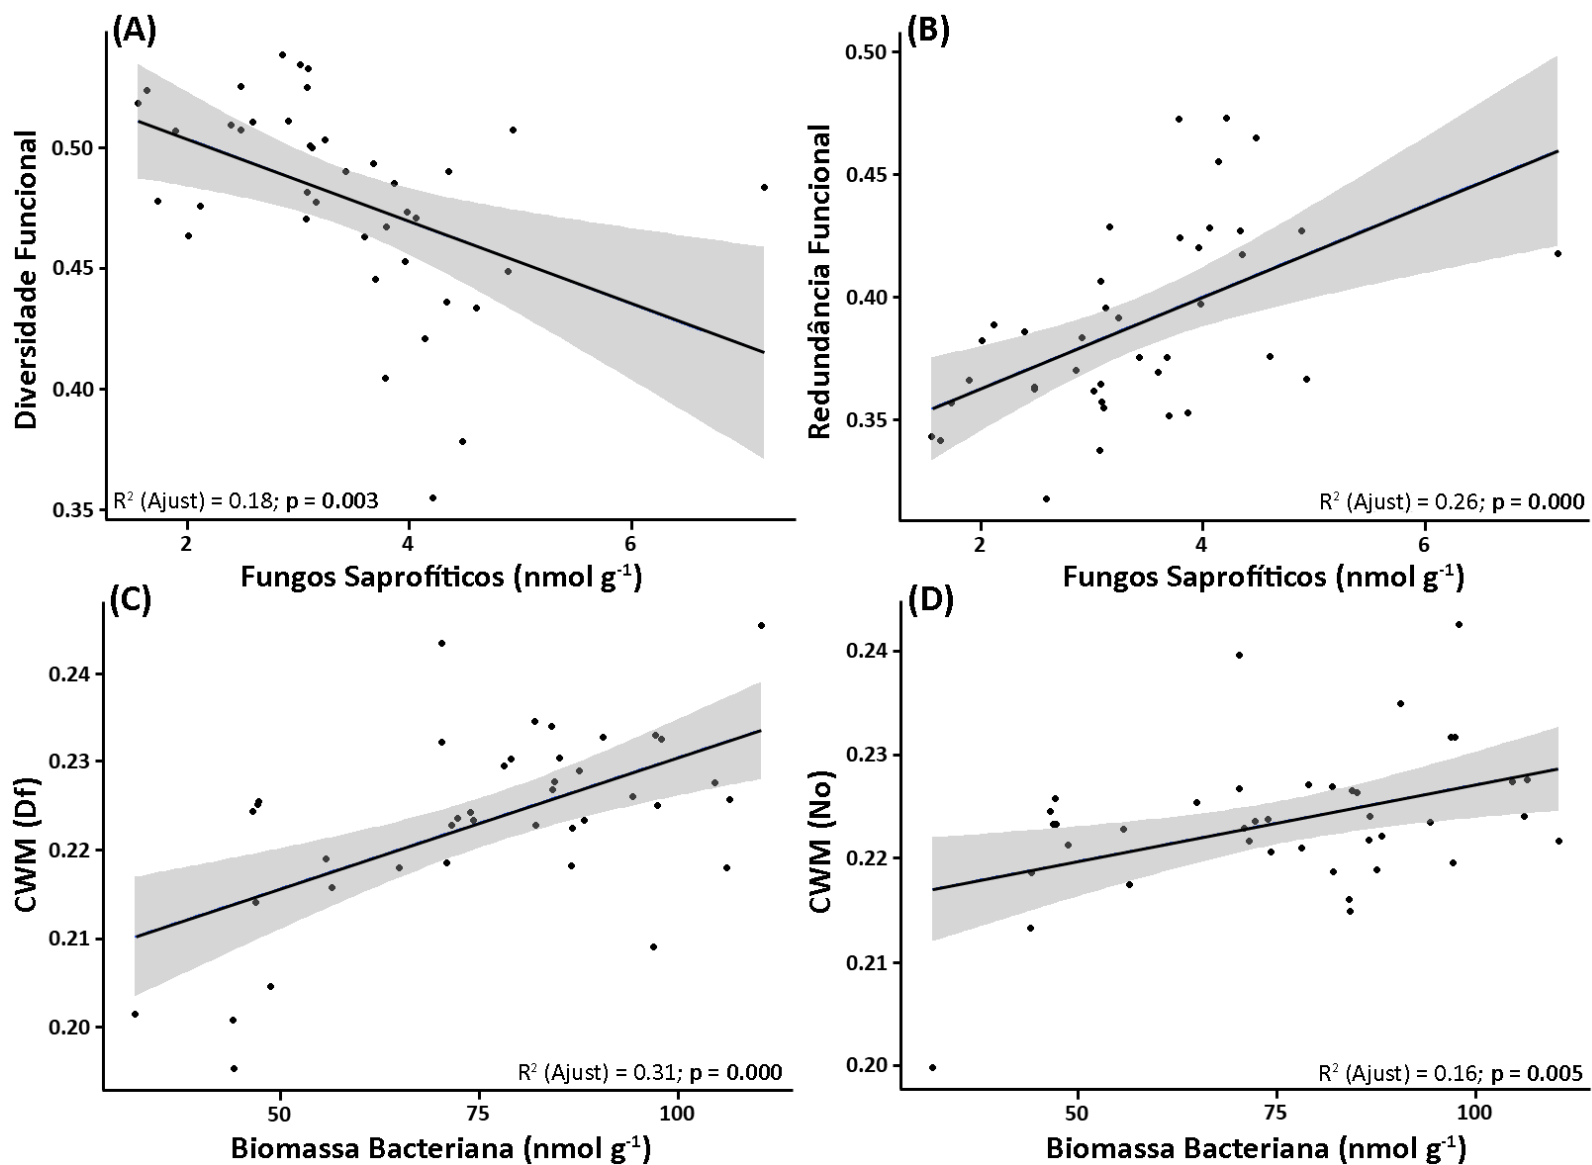 (A)
Diversidade Funcional
0.50
0.45
0.40
0.35
R² (Ajust) = 0.18; p = 0.003
2 4 6
Fungos Saprofíticos (nmol g⁻¹)
(B)
Redundância Funcional
0.50
0.45
0.40
0.35
R² (Ajust) = 0.26; p = 0.000
2 4 6
Fungos Saprofíticos (nmol g⁻¹)
(C)
CWM (Df)
0.24
0.23
0.22
0.21
0.20
R² (Ajust) = 0.31; p = 0.000
50 75 100
Biomassa Bacteriana (nmol g⁻¹)
(D)
CWM (No)
0.24
0.23
0.22
0.21
0.20
R² (Ajust) = 0.16; p = 0.005
50 75 100
Biomassa Bacteriana (nmol g⁻¹)